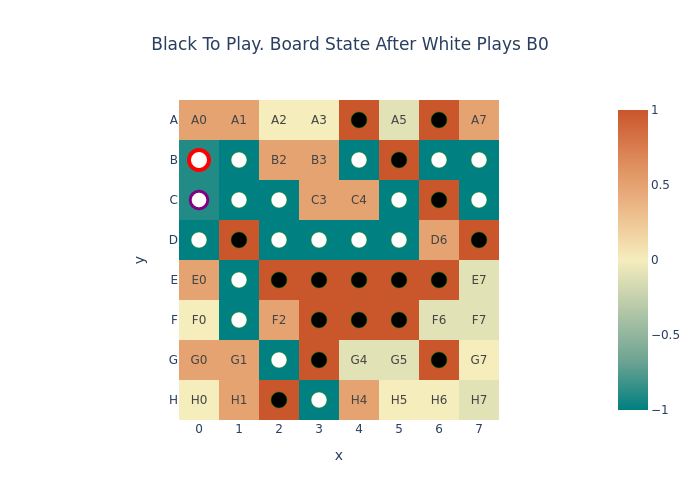 Black To Play. Board State After White Plays B0
A A0 A1 A2 A3 A5 A7
B B2 B3
C C3 C4
D D6
E E0 E7
F F0 F2 F6 F7
G G0 G1 G4 G5 G7
H H0 H1 H4 H5 H6 H7
0 1 2 3 4 5 6 7
x
y
1
0.5
0
−0.5
−1